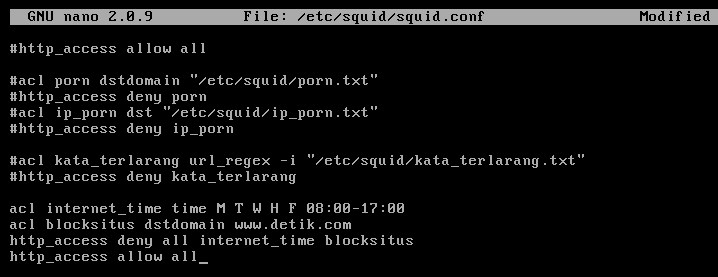 GNU nano 2.0.9 File: /etc/squid/squid.conf Modified
#http_access allow all
#acl porn dstdomain "/etc/squid/porn.txt"
#http_access deny porn
#acl ip_porn dst "/etc/squid/ip_porn.txt"
#http_access deny ip_porn
#acl kata_terlarang url_regex -i "/etc/squid/kata_terlarang.txt"
#http_access deny kata_terlarang
acl internet_time time M T W H F 08:00-17:00
acl blocksitus dstdomain www.detik.com
http_access deny all internet_time blocksitus
http_access allow all_